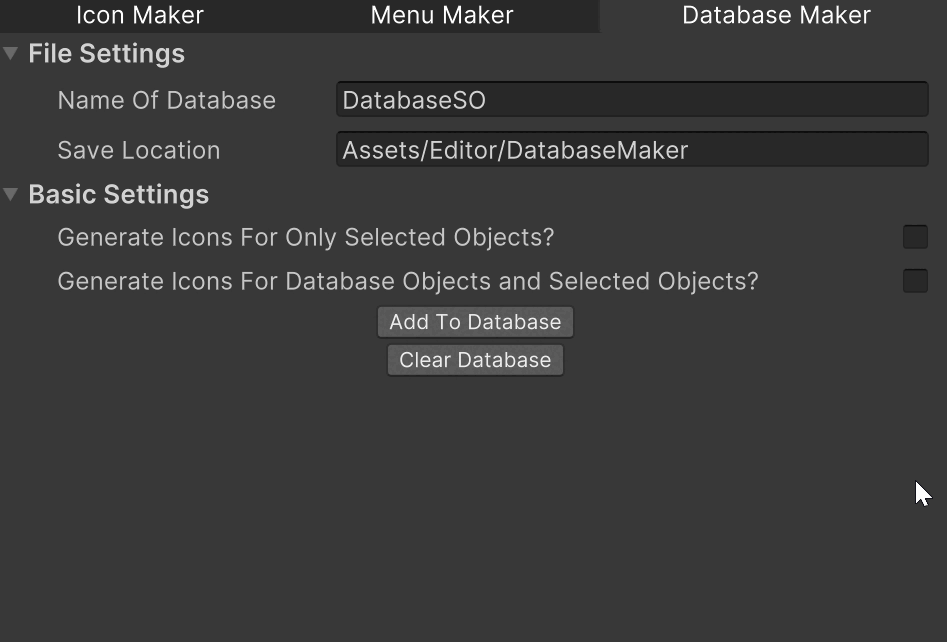 Icon Maker Menu Maker Database Maker
File Settings
Name Of Database DatabaseSO
Save Location Assets/Editor/DatabaseMaker
Basic Settings
Generate Icons For Only Selected Objects?
Generate Icons For Database Objects and Selected Objects?
Add To Database
Clear Database